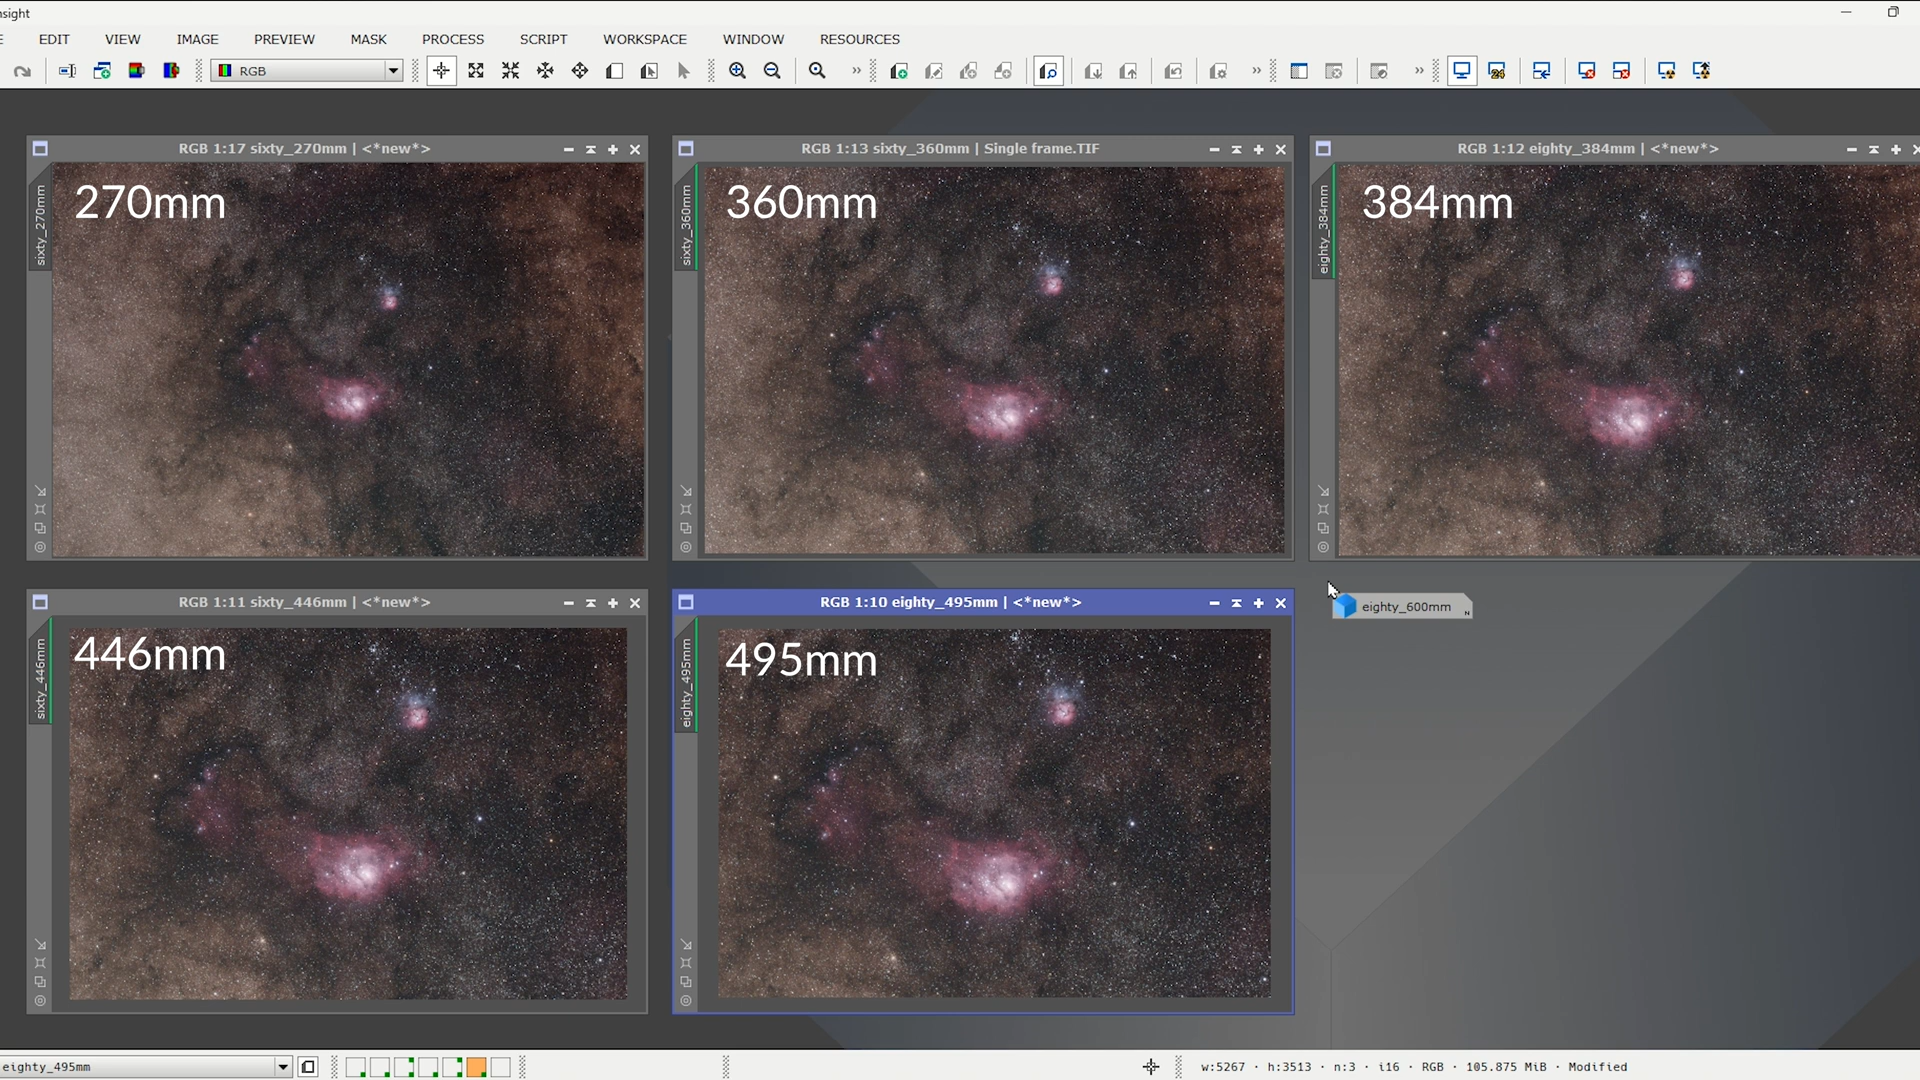 nsight
E EDIT VIEW IMAGE PREVIEW MASK PROCESS SCRIPT WORKSPACE WINDOW RESOURCES
RGB
24
RGB 1:17 sixty_270mm | <*new*>
sixty_270mm
270mm
RGB 1:13 sixty_360mm | Single frame.TIF
sixty_360mm
360mm
RGB 1:12 eighty_384mm | <*new*>
eighty_384mm
384mm
RGB 1:11 sixty_446mm | <*new*>
sixty_446mm
446mm
RGB 1:10 eighty_495mm | <*new*>
eighty_495mm
495mm
eighty_600mm
N
eighty_495mm
w:5267 · h:3513 · n:3 · i16 · RGB · 105.875 MiB · Modified